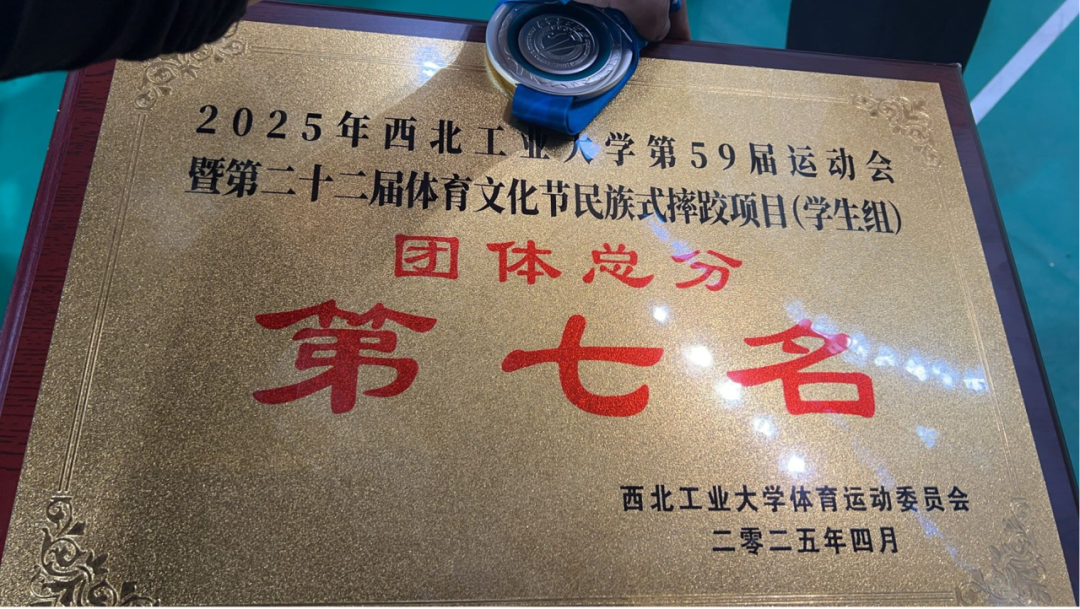 2025年西北工业大学第59届运动会
暨第二十二届体育文化节民族式摔跤项目(学生组)
团体总分
第七名
西北工业大学体育运动委员会
二零二五年四月